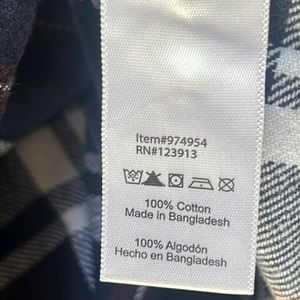 Item#974954
RN#123913
100% Cotton
Made in Bangladesh
100% Algodón
Hecho en Bangladesh